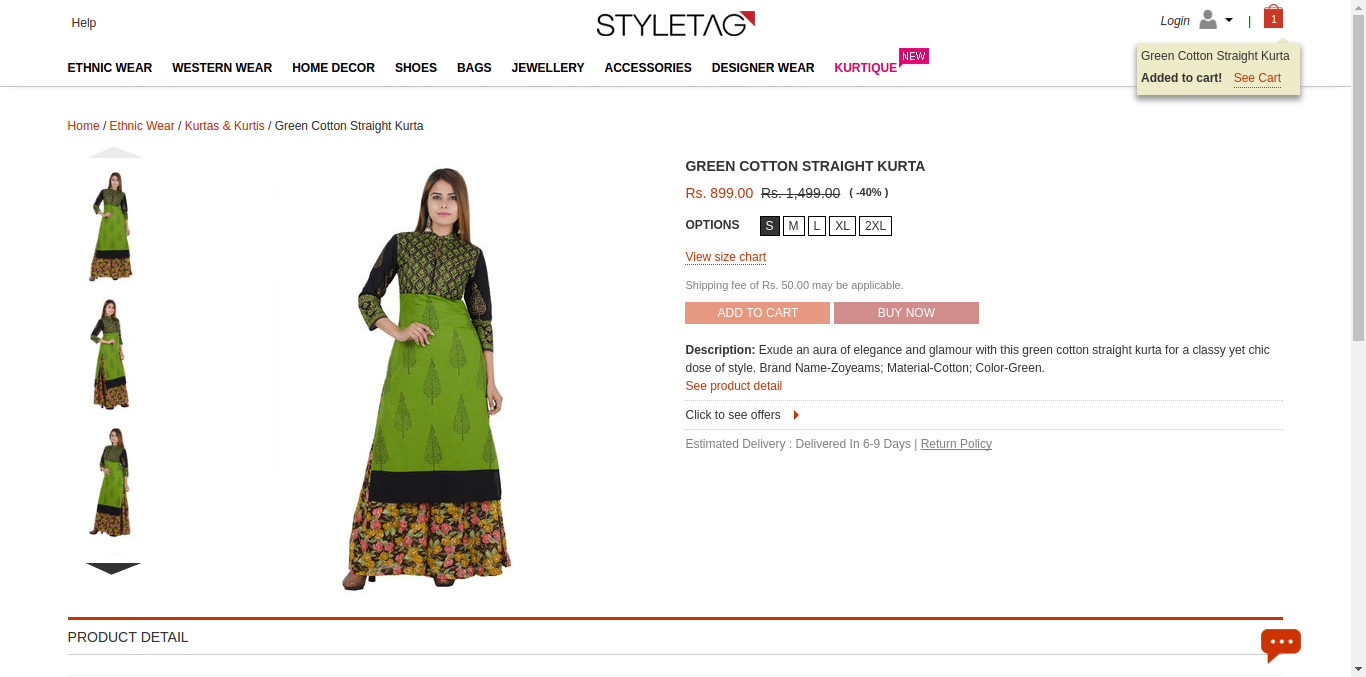 Help
STYLETAG
Login
|
1
ETHNIC WEAR WESTERN WEAR HOME DECOR SHOES BAGS JEWELLERY ACCESSORIES DESIGNER WEAR KURTIQUE NEW
Green Cotton Straight Kurta
Added to cart! See Cart
Home / Ethnic Wear / Kurtas & Kurtis / Green Cotton Straight Kurta
GREEN COTTON STRAIGHT KURTA
Rs. 899.00 Rs. 1,499.00 ( -40% )
OPTIONS S M L XL 2XL
View size chart
Shipping fee of Rs. 50.00 may be applicable.
ADD TO CART BUY NOW
Description: Exude an aura of elegance and glamour with this green cotton straight kurta for a classy yet chic
dose of style. Brand Name-Zoyeams; Material-Cotton; Color-Green.
See product detail
Click to see offers
Estimated Delivery : Delivered In 6-9 Days | Return Policy
PRODUCT DETAIL